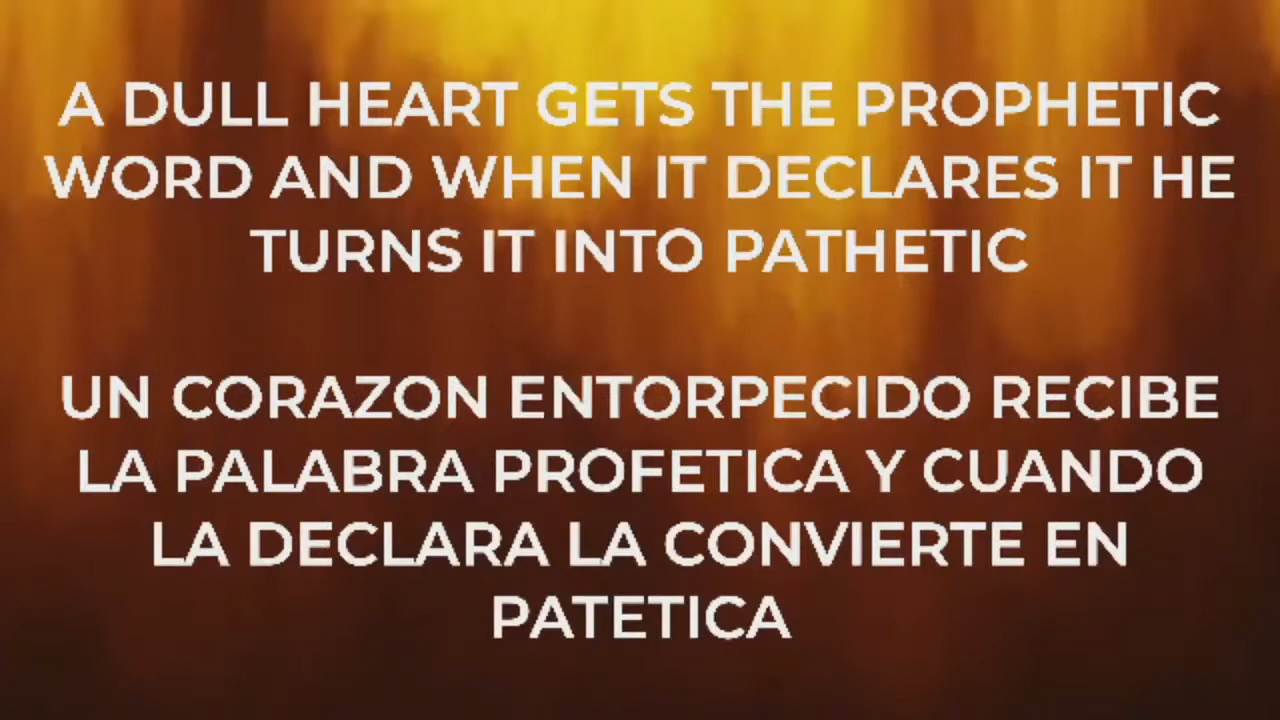 A DULL HEART GETS THE PROPHETIC
WORD AND WHEN IT DECLARES IT HE
TURNS IT INTO PATHETIC
UN CORAZON ENTORPECIDO RECIBE
LA PALABRA PROFETICA Y CUANDO
LA DECLARA LA CONVIERTE EN
PATETICA